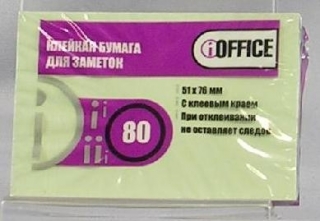 КЛЕЙКАЯ БУМАГА
ДЛЯ ЗАМЕТОК
iOFFICE
51 x 76 мм
С клеевым краем
При отклеивании
не оставляет следов
80